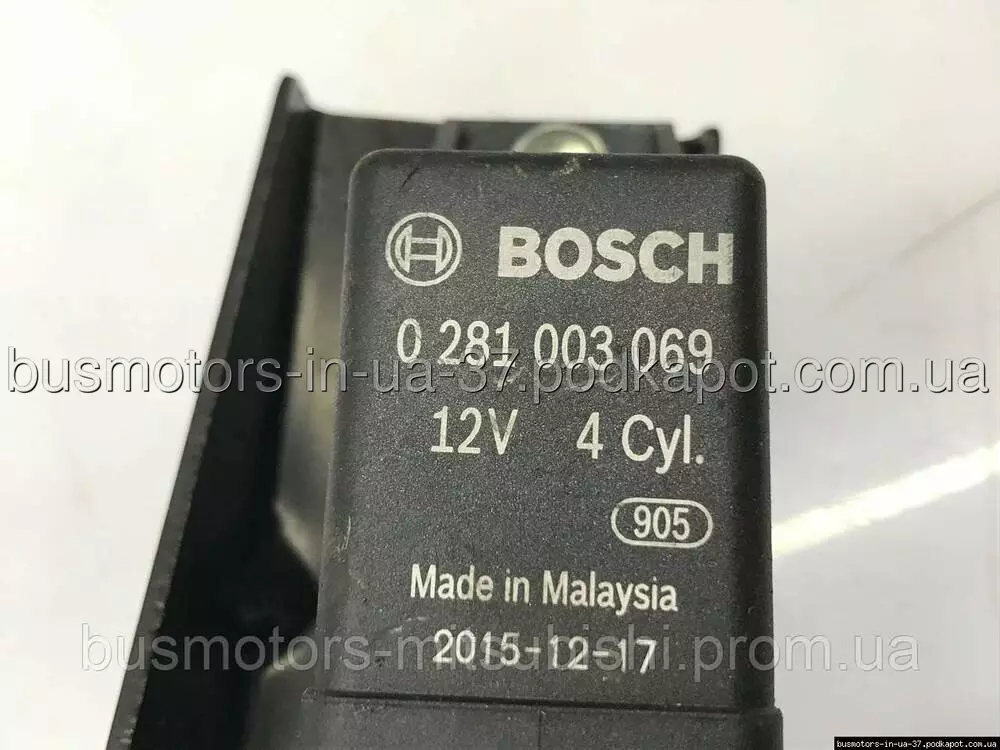 BOSCH
0 281 003 069
busmotors-in-ua-37.podkapot.com.ua
12V 4 Cyl.
905
Made in Malaysia
2015-12-17
busmotors-mitsubishi.prom.ua
busmotors-in-ua-37.podkapot.com.ua